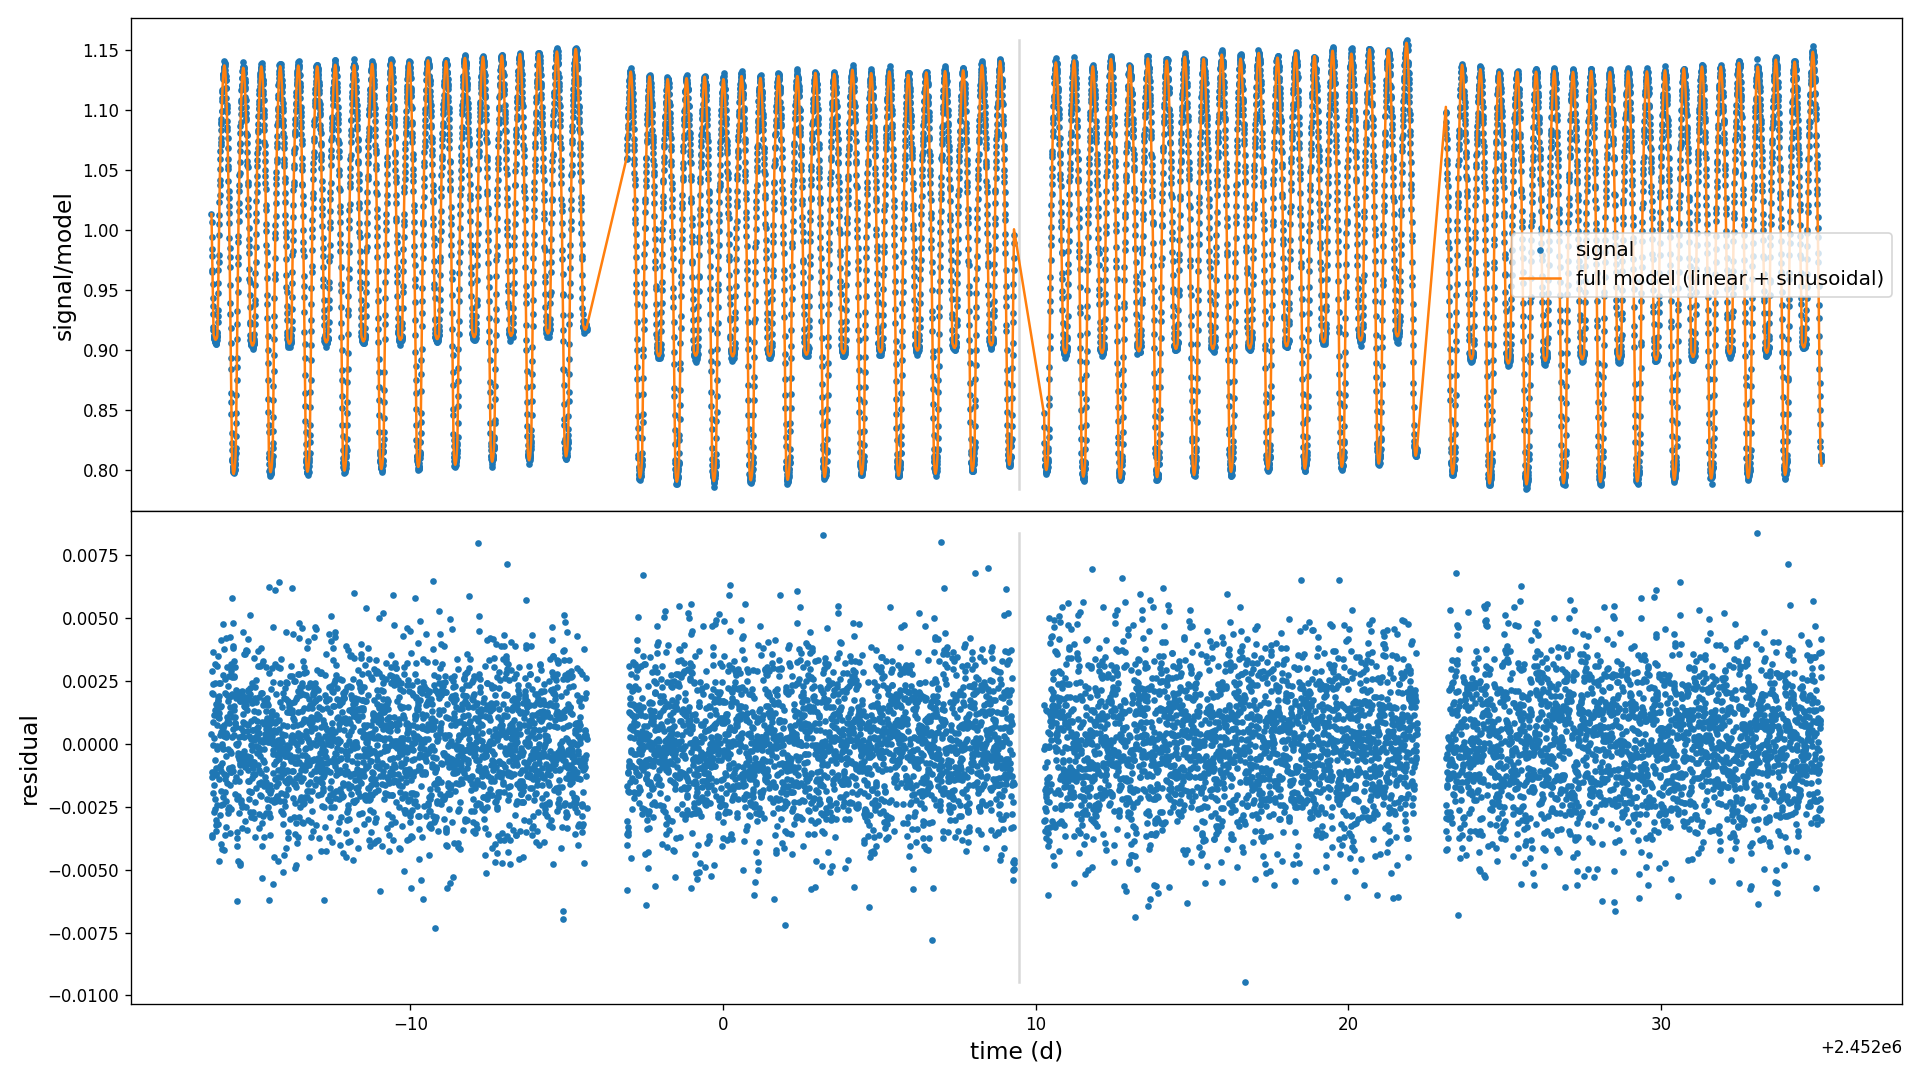 1.15
1.10
1.05
1.00
0.95
0.90
0.85
0.80
signal/model
signal
full model (linear + sinusoidal)
0.0075
0.0050
0.0025
0.0000
−0.0025
−0.0050
−0.0075
−0.0100
residual
−10 0 10 20 30
time (d)
+2.452e6